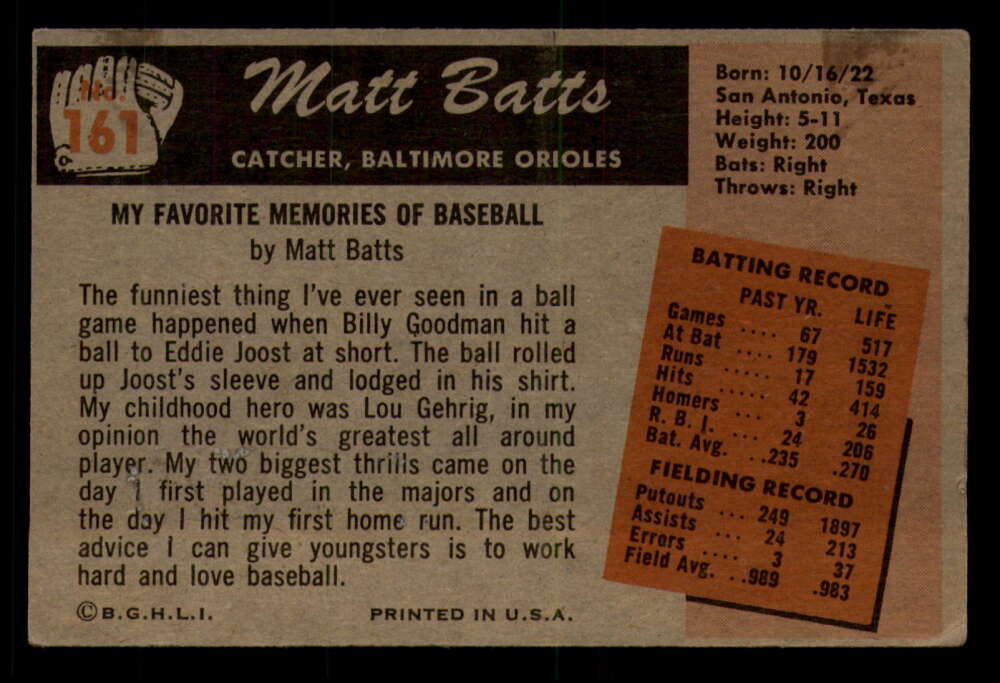 No.
161
Matt Batts
CATCHER, BALTIMORE ORIOLES
Born: 10/16/22
San Antonio, Texas
Height: 5-11
Weight: 200
Bats: Right
Throws: Right
MY FAVORITE MEMORIES OF BASEBALL
by Matt Batts
The funniest thing I've ever seen in a ball
game happened when Billy Goodman hit a
ball to Eddie Joost at short. The ball rolled
up Joost's sleeve and lodged in his shirt.
My childhood hero was Lou Gehrig, in my
opinion the world's greatest all around
player. My two biggest thrills came on the
day I first played in the majors and on
the day I hit my first home run. The best
advice I can give youngsters is to work
hard and love baseball.
BATTING RECORD
PAST YR. LIFE
Games .... 67 517
At Bat .... 179 1532
Runs ..... 17 159
Hits ..... 42 414
Homers ... 3 26
R. B. I. ... 24 206
Bat. Avg. ..235 .270
FIELDING RECORD
Putouts ... 249 1897
Assists ... 24 213
Errors .... 3 37
Field Avg. ..989 .983
©B.G.H.L.I. PRINTED IN U.S.A.